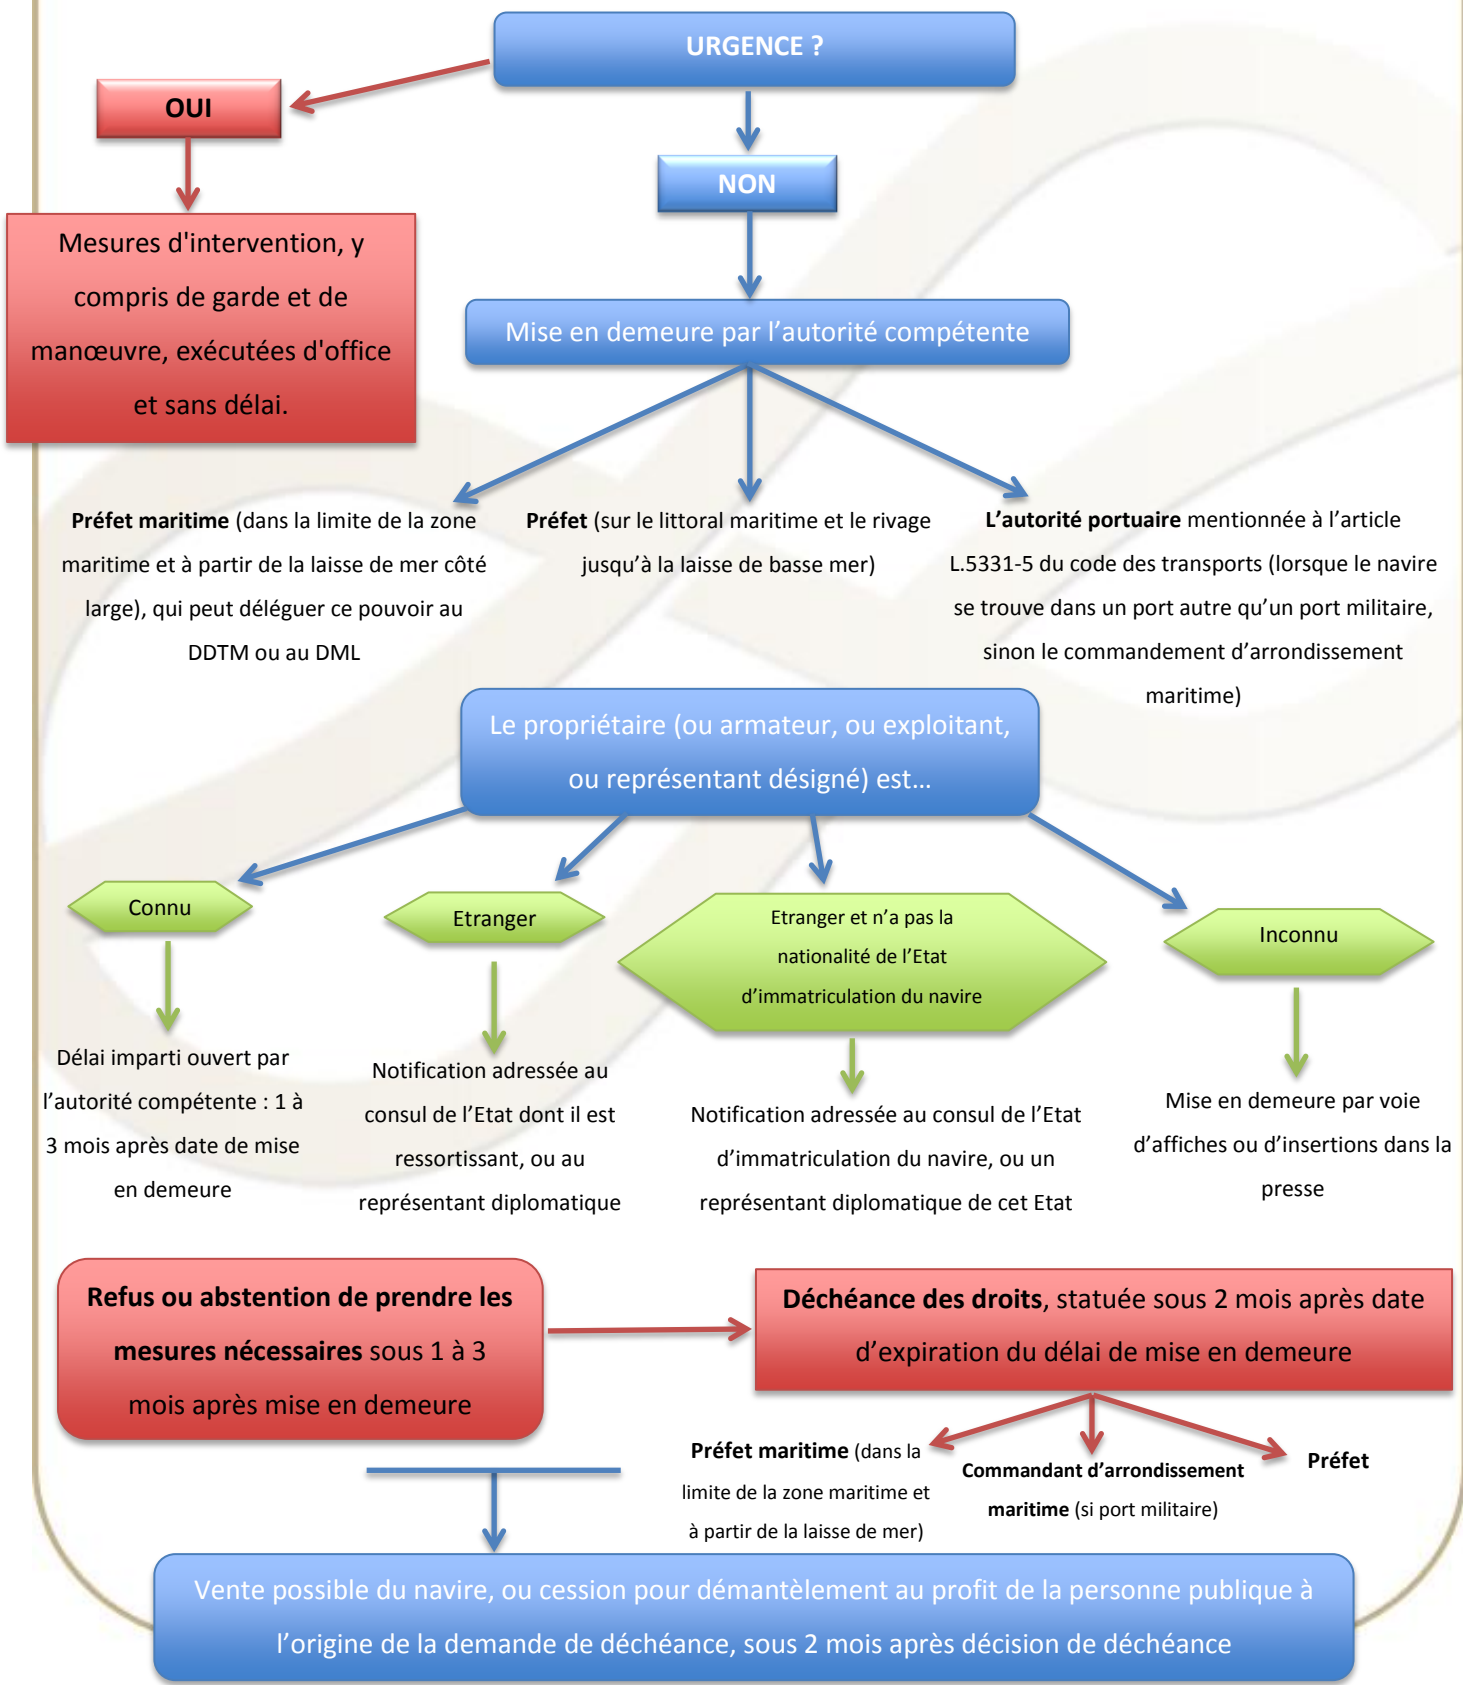 URGENCE ?
OUI
NON
Mesures d'intervention, y
compris de garde et de
manœuvre, exécutées d'office
et sans délai.
Mise en demeure par l’autorité compétente
Préfet maritime (dans la limite de la zone
maritime et à partir de la laisse de mer côté
large), qui peut déléguer ce pouvoir au
DDTM ou au DML
Préfet (sur le littoral maritime et le rivage
jusqu’à la laisse de basse mer)
L’autorité portuaire mentionnée à l’article
L.5331-5 du code des transports (lorsque le navire
se trouve dans un port autre qu’un port militaire,
sinon le commandement d’arrondissement
maritime)
Le propriétaire (ou armateur, ou exploitant,
ou représentant désigné) est…
Connu
Etranger
Etranger et n’a pas la
nationalité de l’Etat
d’immatriculation du navire
Inconnu
Délai imparti ouvert par
l’autorité compétente : 1 à
3 mois après date de mise
en demeure
Notification adressée au
consul de l’Etat dont il est
ressortissant, ou au
représentant diplomatique
Notification adressée au consul de l’Etat
d’immatriculation du navire, ou un
représentant diplomatique de cet Etat
Mise en demeure par voie
d’affiches ou d’insertions dans la
presse
Refus ou abstention de prendre les
mesures nécessaires sous 1 à 3
mois après mise en demeure
Déchéance des droits, statuée sous 2 mois après date
d’expiration du délai de mise en demeure
Préfet maritime (dans la
limite de la zone maritime et
à partir de la laisse de mer)
Commandant d’arrondissement
maritime (si port militaire)
Préfet
Vente possible du navire, ou cession pour démantèlement au profit de la personne publique à
l’origine de la demande de déchéance, sous 2 mois après décision de déchéance